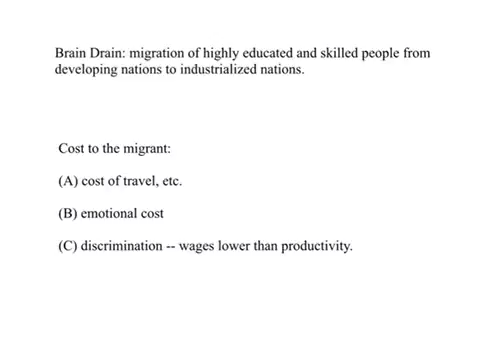 Brain Drain: migration of highly educated and skilled people from
developing nations to industrialized nations.
Cost to the migrant:
(A) cost of travel, etc.
(B) emotional cost
(C) discrimination -- wages lower than productivity.